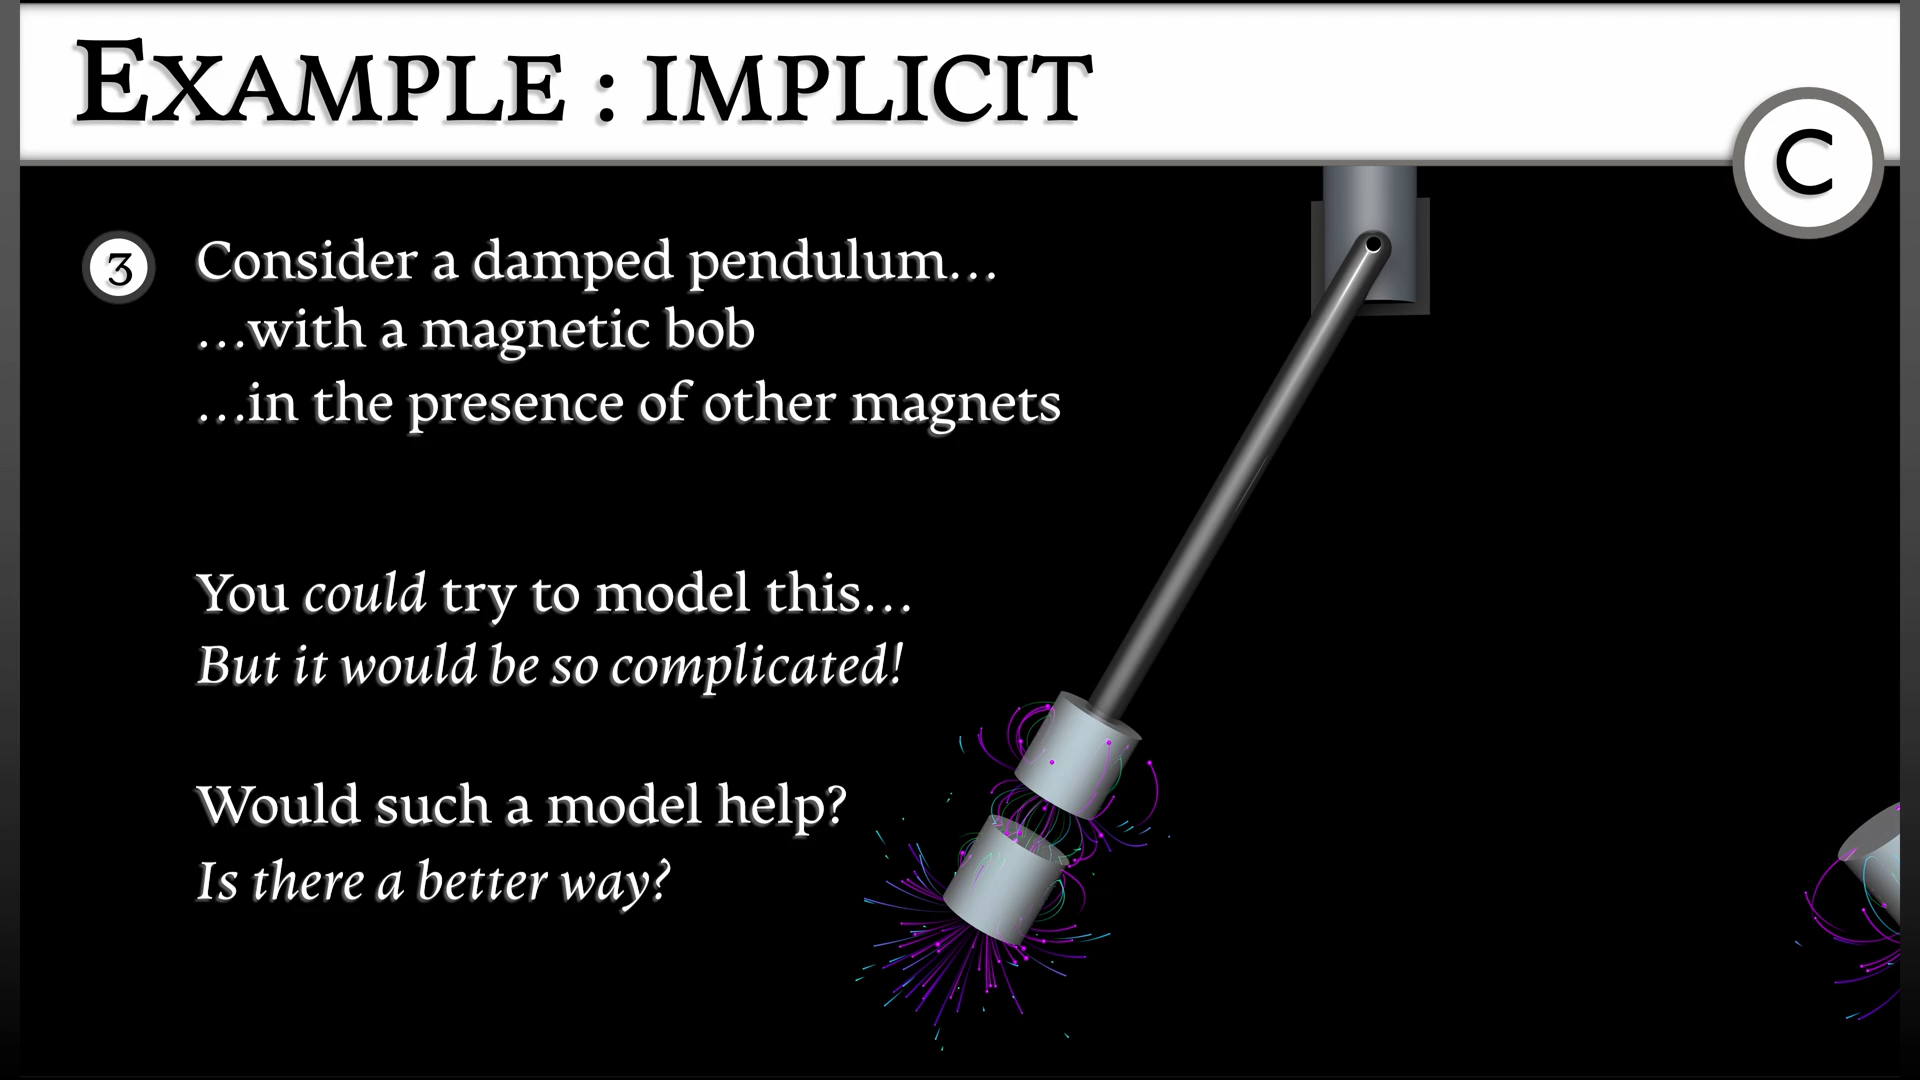 EXAMPLE : IMPLICIT
C
3 Consider a damped pendulum...
...with a magnetic bob
...in the presence of other magnets
You could try to model this...
But it would be so complicated!
Would such a model help?
Is there a better way?